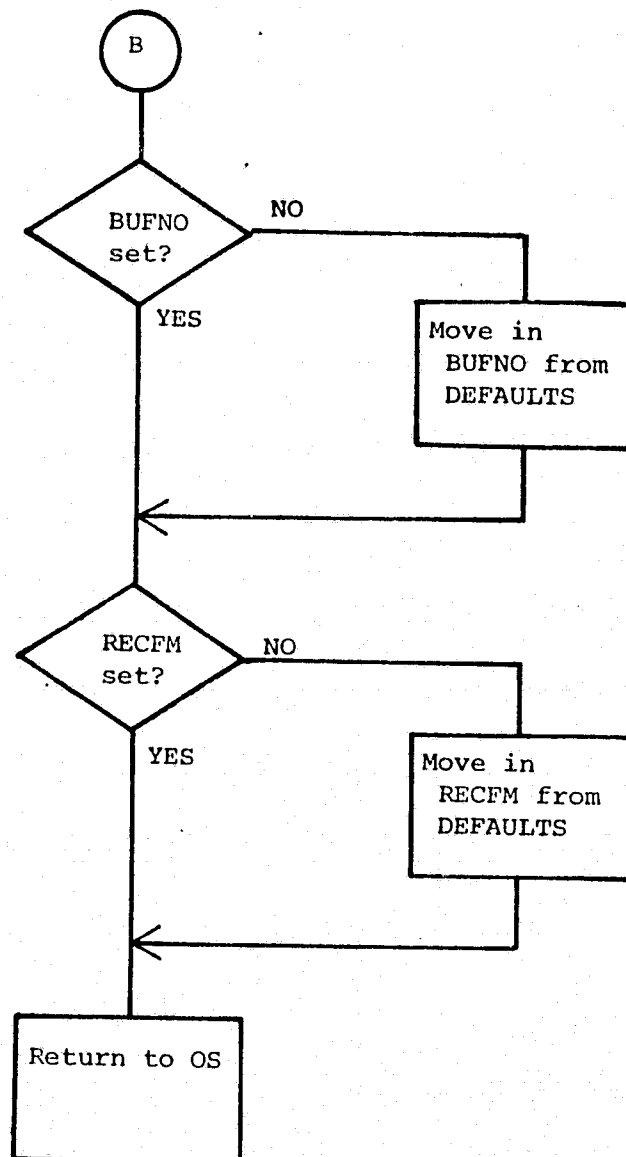 B
BUFNO
set?
NO
YES
Move in
BUFNO from
DEFAULTS
RECFM
set?
NO
YES
Move in
RECFM from
DEFAULTS
Return to OS